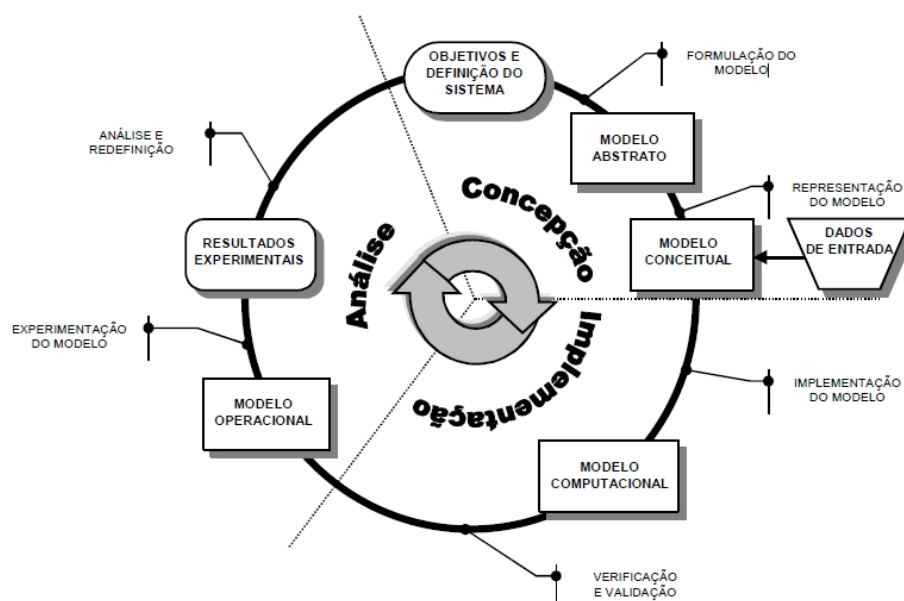 OBJETIVOS E
DEFINIÇÃO DO
SISTEMA
FORMULAÇÃO DO
MODELO
MODELO
ABSTRATO
REPRESENTAÇÃO
DO MODELO
MODELO
CONCEITUAL
DADOS
DE ENTRADA
Concepção
IMPLEMENTAÇÃO
DO MODELO
Implementação
MODELO
COMPUTACIONAL
VERIFICAÇÃO
E VALIDAÇÃO
MODELO
OPERACIONAL
EXPERIMENTAÇÃO
DO MODELO
Análise
RESULTADOS
EXPERIMENTAIS
ANÁLISE E
REDEFINIÇÃO